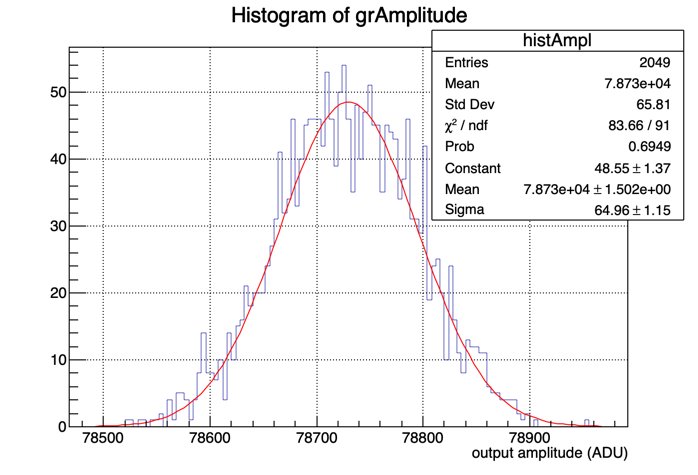 Histogram of grAmplitude
histAmpl
Entries 2049
Mean 7.873e+04
Std Dev 65.81
χ² / ndf 83.66 / 91
Prob 0.6949
Constant 48.55 ± 1.37
Mean 7.873e+04 ± 1.502e+00
Sigma 64.96 ± 1.15
50
40
30
20
10
0
78500 78600 78700 78800 78900
output amplitude (ADU)